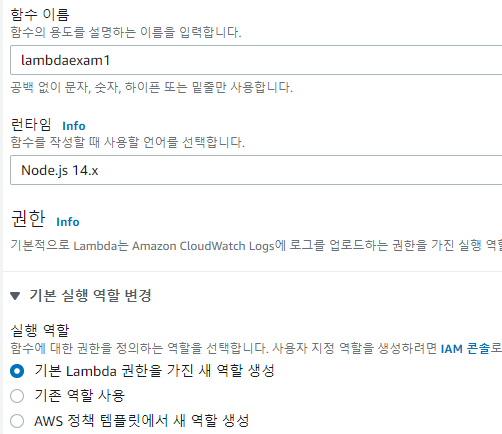 함수 이름
함수의 용도를 설명하는 이름을 입력합니다.
lambdaexam1
공백 없이 문자, 숫자, 하이픈 또는 밑줄만 사용합니다.
런타임 Info
함수를 작성할 때 사용할 언어를 선택합니다.
Node.js 14.x
권한 Info
기본적으로 Lambda는 Amazon CloudWatch Logs에 로그를 업로드하는 권한을 가진 실행 역할
▼ 기본 실행 역할 변경
실행 역할
함수에 대한 권한을 정의하는 역할을 선택합니다. 사용자 지정 역할을 생성하려면 IAM 콘솔로
기본 Lambda 권한을 가진 새 역할 생성
기존 역할 사용
AWS 정책 템플릿에서 새 역할 생성